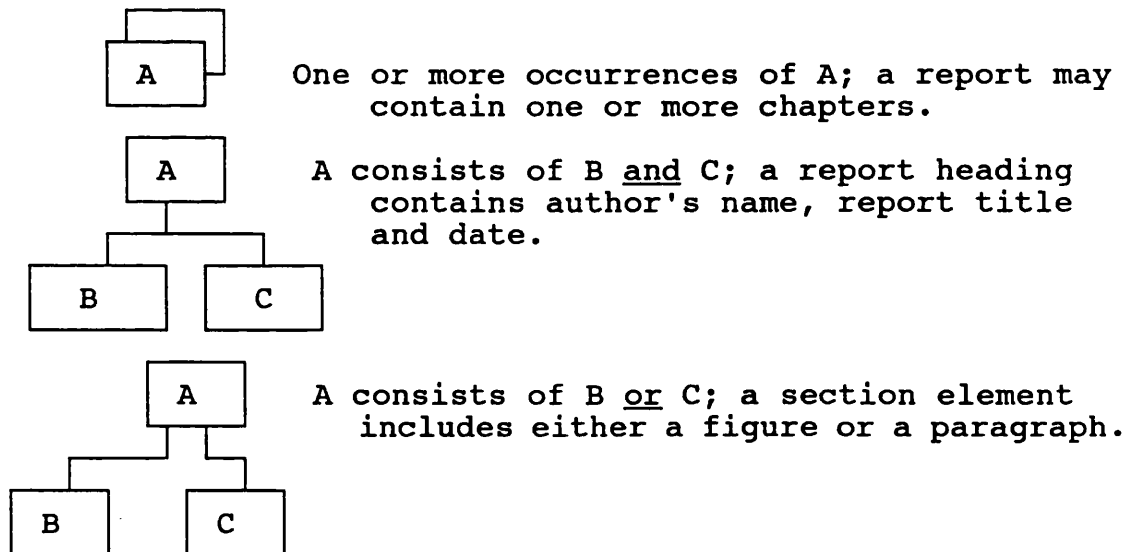 A
One or more occurrences of A; a report may
contain one or more chapters.
A
A consists of B and C; a report heading
contains author's name, report title
and date.
B C
A
A consists of B or C; a section element
includes either a figure or a paragraph.
B C